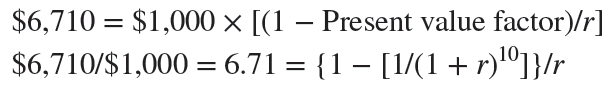 $6,710 = $1,000 × [(1 − Present value factor)/r]
$6,710/$1,000 = 6.71 = {1 − [1/(1 + r)¹⁰]}/r